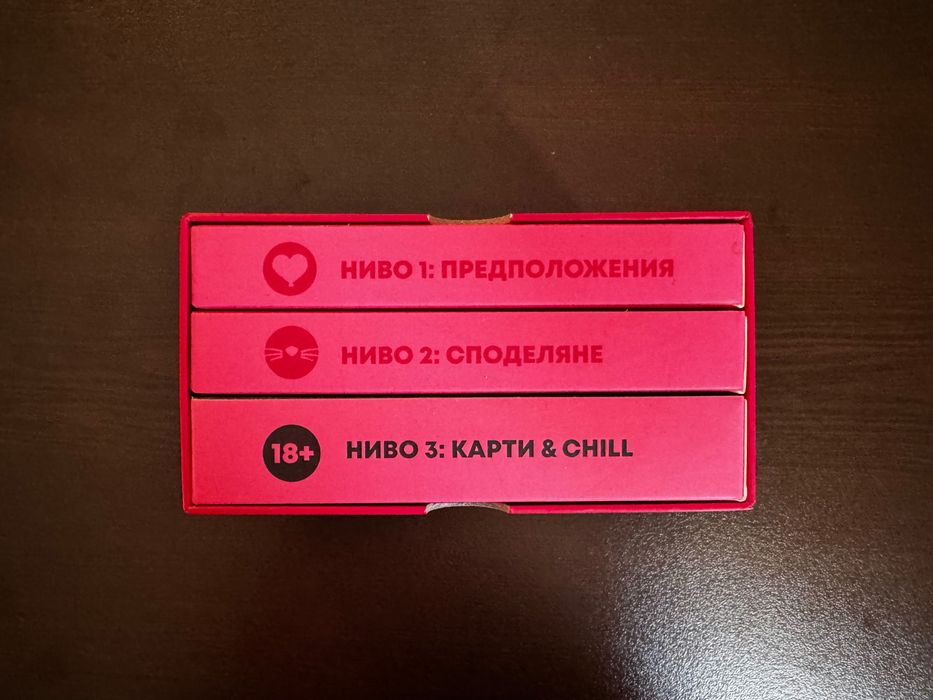 НИВО 1: ПРЕДПОЛОЖЕНИЯ
НИВО 2: СПОДЕЛЯНЕ
18+ НИВО 3: КАРТИ & CHILL